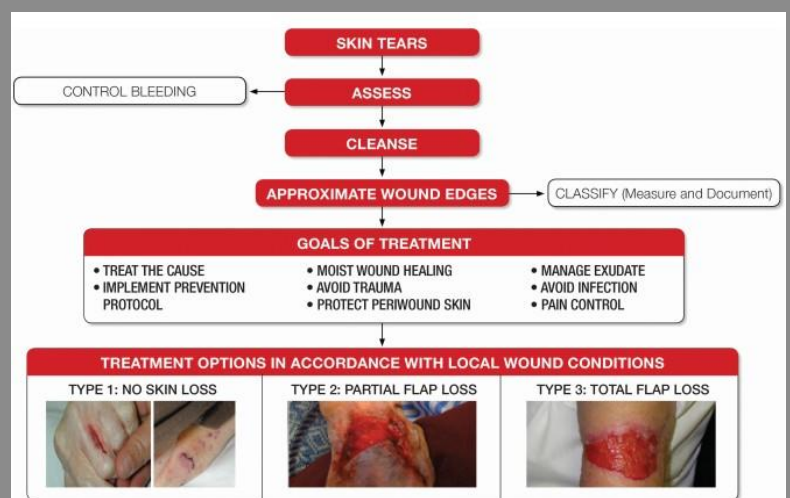 SKIN TEARS
CONTROL BLEEDING
ASSESS
CLEANSE
APPROXIMATE WOUND EDGES
CLASSIFY (Measure and Document)
GOALS OF TREATMENT
• TREAT THE CAUSE
• IMPLEMENT PREVENTION
PROTOCOL
• MOIST WOUND HEALING
• AVOID TRAUMA
• PROTECT PERIWOUND SKIN
• MANAGE EXUDATE
• AVOID INFECTION
• PAIN CONTROL
TREATMENT OPTIONS IN ACCORDANCE WITH LOCAL WOUND CONDITIONS
TYPE 1: NO SKIN LOSS
TYPE 2: PARTIAL FLAP LOSS
TYPE 3: TOTAL FLAP LOSS